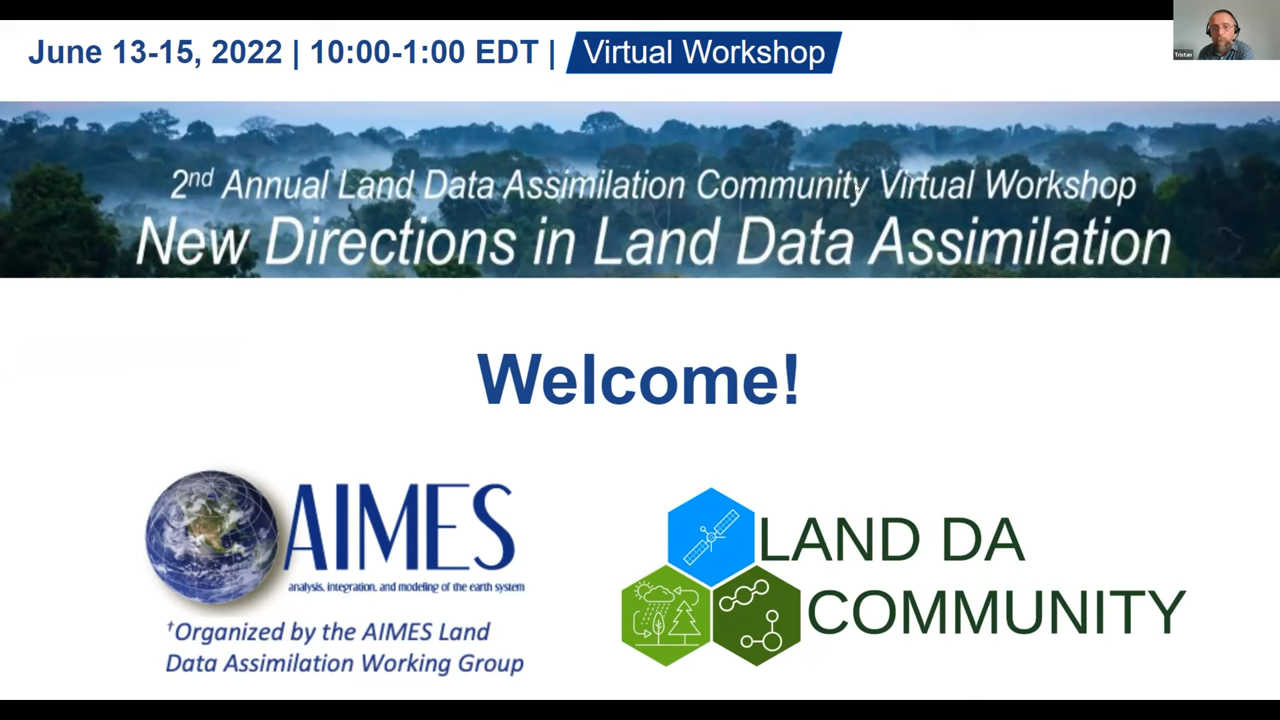 June 13-15, 2022 | 10:00-1:00 EDT | Virtual Workshop
Tristan
2nd Annual Land Data Assimilation Community Virtual Workshop
New Directions in Land Data Assimilation
Welcome!
AIMES
analysis, integration, and modeling of the earth system
†Organized by the AIMES Land
Data Assimilation Working Group
LAND DA
COMMUNITY